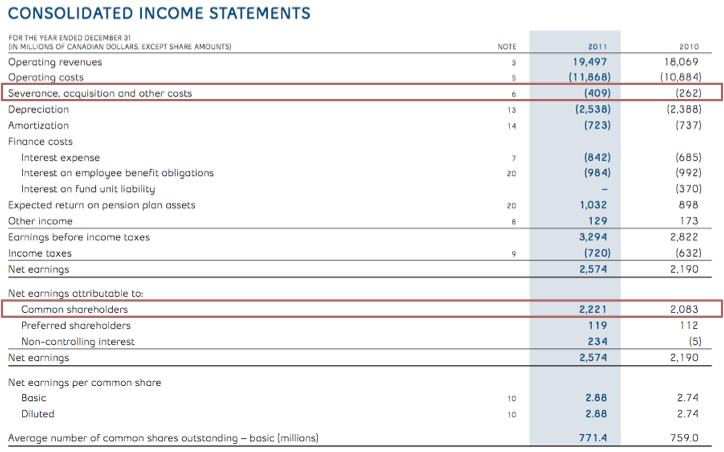 CONSOLIDATED INCOME STATEMENTS
FOR THE YEAR ENDED DECEMBER 31
(IN MILLIONS OF CANADIAN DOLLARS, EXCEPT SHARE AMOUNTS) NOTE 2011 2010
Operating revenues 3 19,497 18,069
Operating costs 5 (11,868) (10,884)
Severance, acquisition and other costs 6 (409) (262)
Depreciation 13 (2,538) (2,388)
Amortization 14 (723) (737)
Finance costs
Interest expense 7 (842) (685)
Interest on employee benefit obligations 20 (984) (992)
Interest on fund unit liability – (370)
Expected return on pension plan assets 20 1,032 898
Other income 8 129 173
Earnings before income taxes 3,294 2,822
Income taxes 9 (720) (632)
Net earnings 2,574 2,190
Net earnings attributable to:
Common shareholders 2,221 2,083
Preferred shareholders 119 112
Non-controlling interest 234 (5)
Net earnings 2,574 2,190
Net earnings per common share
Basic 10 2.88 2.74
Diluted 10 2.88 2.74
Average number of common shares outstanding – basic (millions) 771.4 759.0